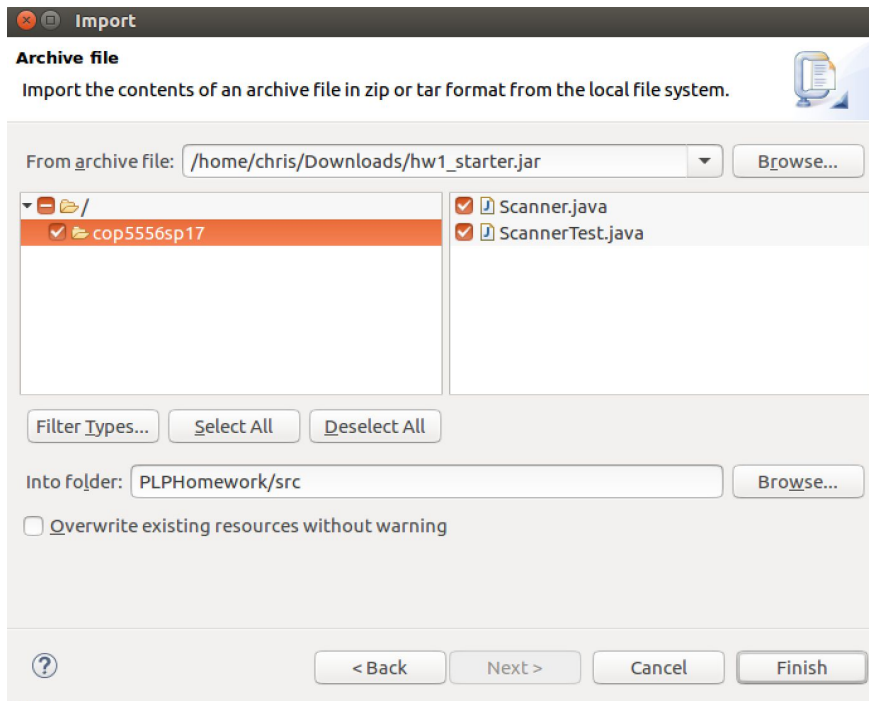 Import
Archive file
Import the contents of an archive file in zip or tar format from the local file system.
From archive file: /home/chris/Downloads/hw1_starter.jar Browse...
/ Scanner.java
cop5556sp17 ScannerTest.java
Filter Types... Select All Deselect All
Into folder: PLPHomework/src Browse...
Overwrite existing resources without warning
? < Back Next > Cancel Finish